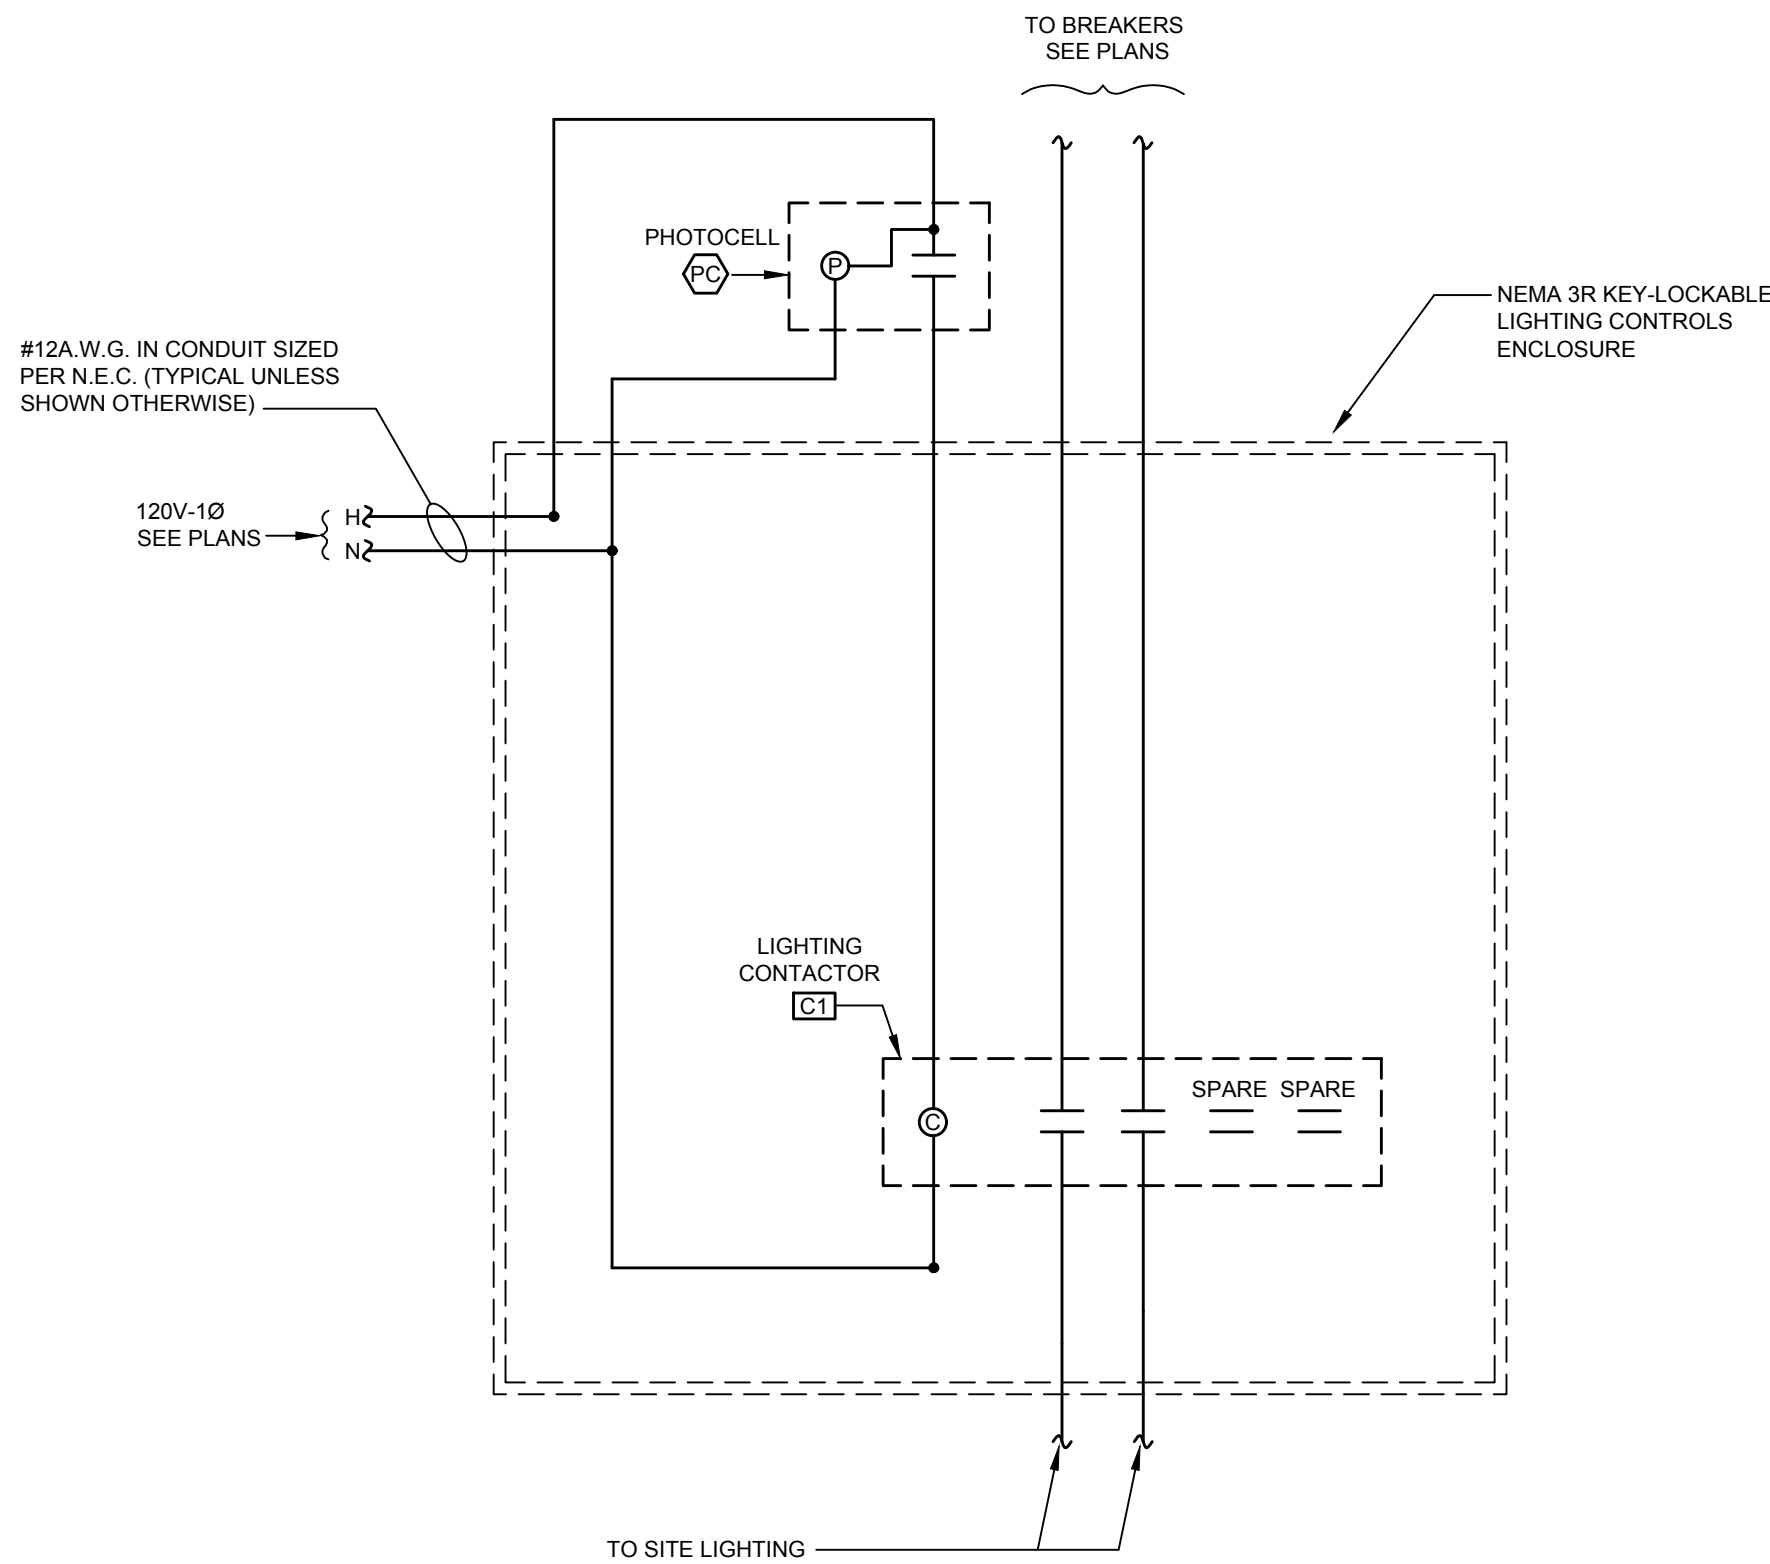 TO BREAKERS
SEE PLANS
PHOTOCELL
PC
P
NEMA 3R KEY-LOCKABLE
LIGHTING CONTROLS
ENCLOSURE
#12A.W.G. IN CONDUIT SIZED
PER N.E.C. (TYPICAL UNLESS
SHOWN OTHERWISE)
120V-1Ø
SEE PLANS
H
N
LIGHTING
CONTACTOR
C1
SPARE SPARE
C
TO SITE LIGHTING